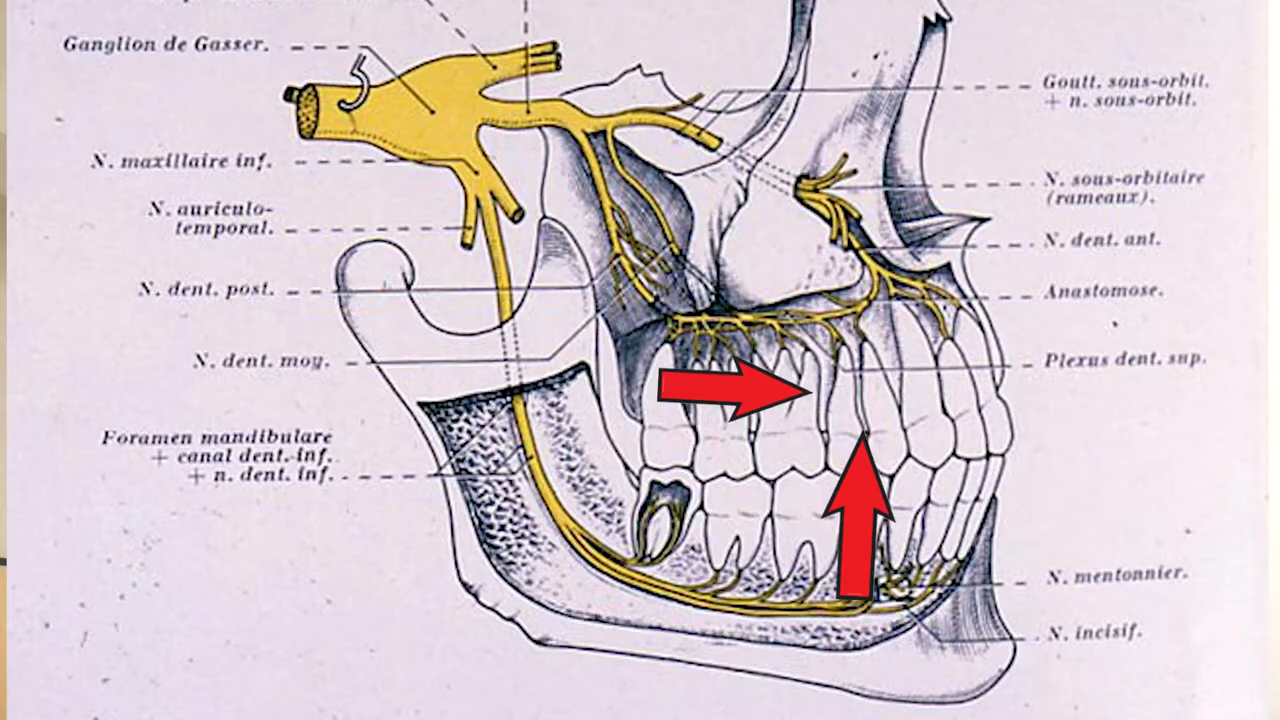 Ganglion de Gasser.
N. maxillaire inf.
N. auriculo-
temporal.
N. dent. post.
N. dent. moy.
Foramen mandibulare
+ canal dent. inf.
+ n. dent. inf.
Goutt. sous-orbit.
+ n. sous-orbit.
N. sous-orbitaire
(rameaux).
N. dent. ant.
Anastomose.
Plexus dent. sup.
N. mentonnier.
N. incisif.